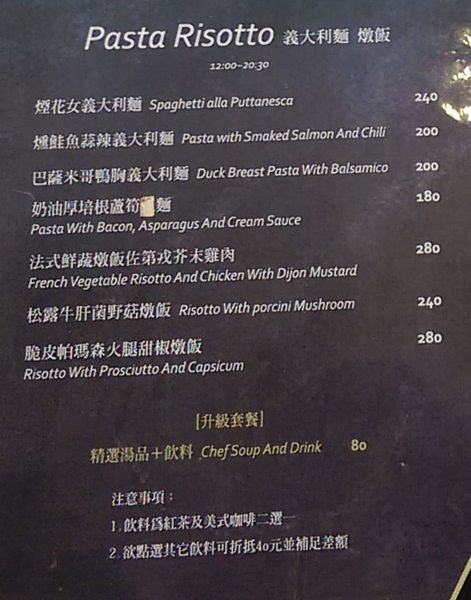 Pasta Risotto 義大利麵 燉飯
12:00~20:30
煙花女義大利麵 Spaghetti alla Puttanesca 240
燻鮭魚蒜辣義大利麵 Pasta with Smaked Salmon And Chili 200
巴薩米哥鴨胸義大利麵 Duck Breast Pasta With Balsamico 200
奶油厚培根蘆筍 麵 180
Pasta With Bacon, Asparagus And Cream Sauce
法式鮮蔬燉飯佐第戎芥末雞肉 280
French Vegetable Risotto And Chicken With Dijon Mustard
松露牛肝菌野菇燉飯 Risotto With porcini Mushroom 240
脆皮帕瑪森火腿甜椒燉飯 280
Risotto With Prosciutto And Capsicum
[升級套餐]
精選湯品＋飲料 Chef Soup And Drink 80
注意事項：
1. 飲料為紅茶及美式咖啡二選一
2. 欲點選其它飲料可折抵40元並補足差額